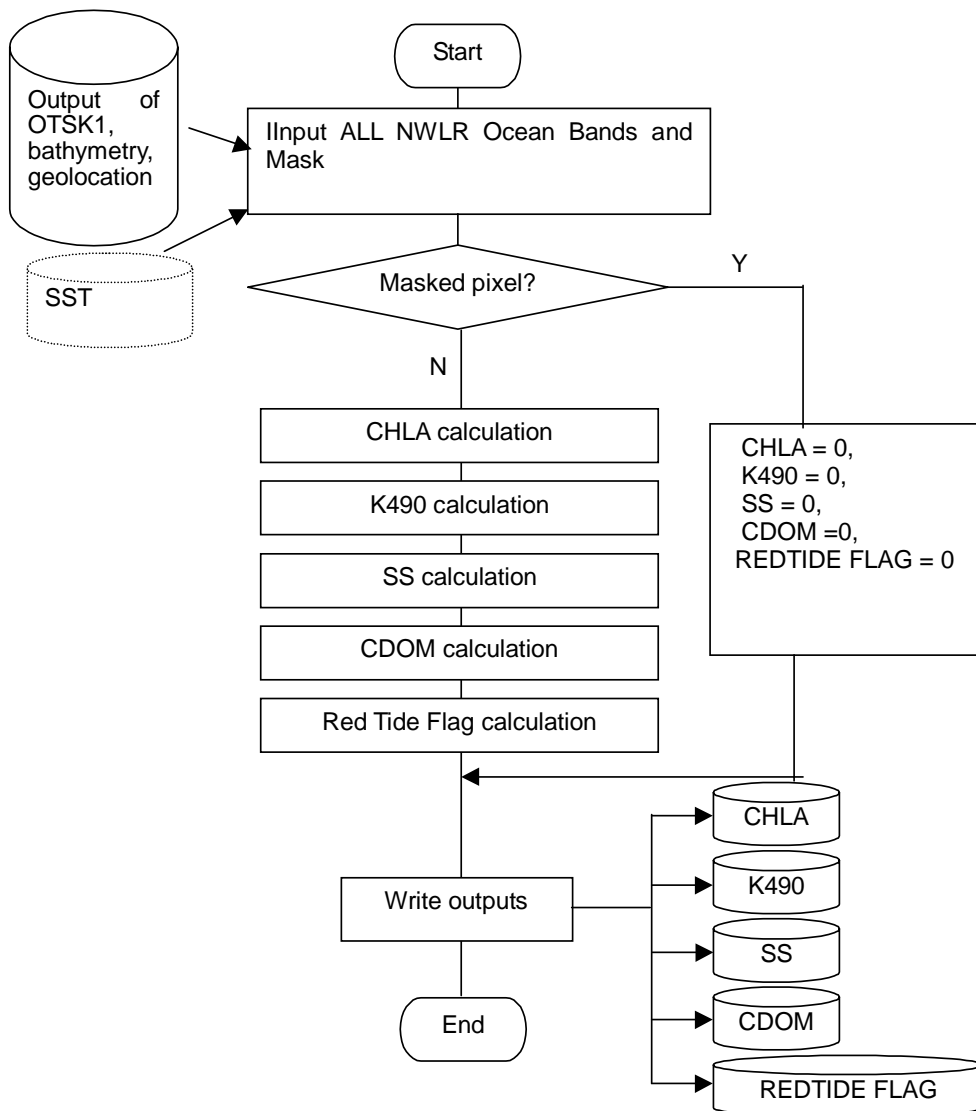 Start
Output of
OTSK1,
bathymetry,
geolocation
IInput ALL NWLR Ocean Bands and
Mask
SST
Masked pixel?
Y
N
CHLA calculation
K490 calculation
SS calculation
CDOM calculation
Red Tide Flag calculation
CHLA = 0,
K490 = 0,
SS = 0,
CDOM =0,
REDTIDE FLAG = 0
Write outputs
CHLA
K490
SS
CDOM
REDTIDE FLAG
End